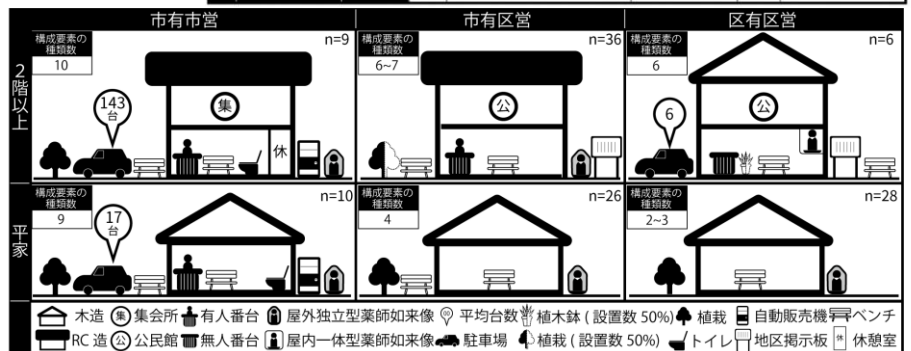 市有市営 市有区営 区有区営
2階以上
構成要素の種類数
10
n=9
143台
集
休
構成要素の種類数
6~7
n=36
公
構成要素の種類数
6
n=6
6
公
平家
構成要素の種類数
9
n=10
17台
構成要素の種類数
4
n=26
構成要素の種類数
2~3
n=28
木造 集 集会所 有人番台 屋外独立型薬師如来像 平均台数 植木鉢 ( 設置数 50%) 植栽 自動販売機 ベンチ
RC 造 公 公民館 無人番台 屋内一体型薬師如来像 駐車場 植栽 ( 設置数 50%) トイレ 地区掲示板 休 休憩室